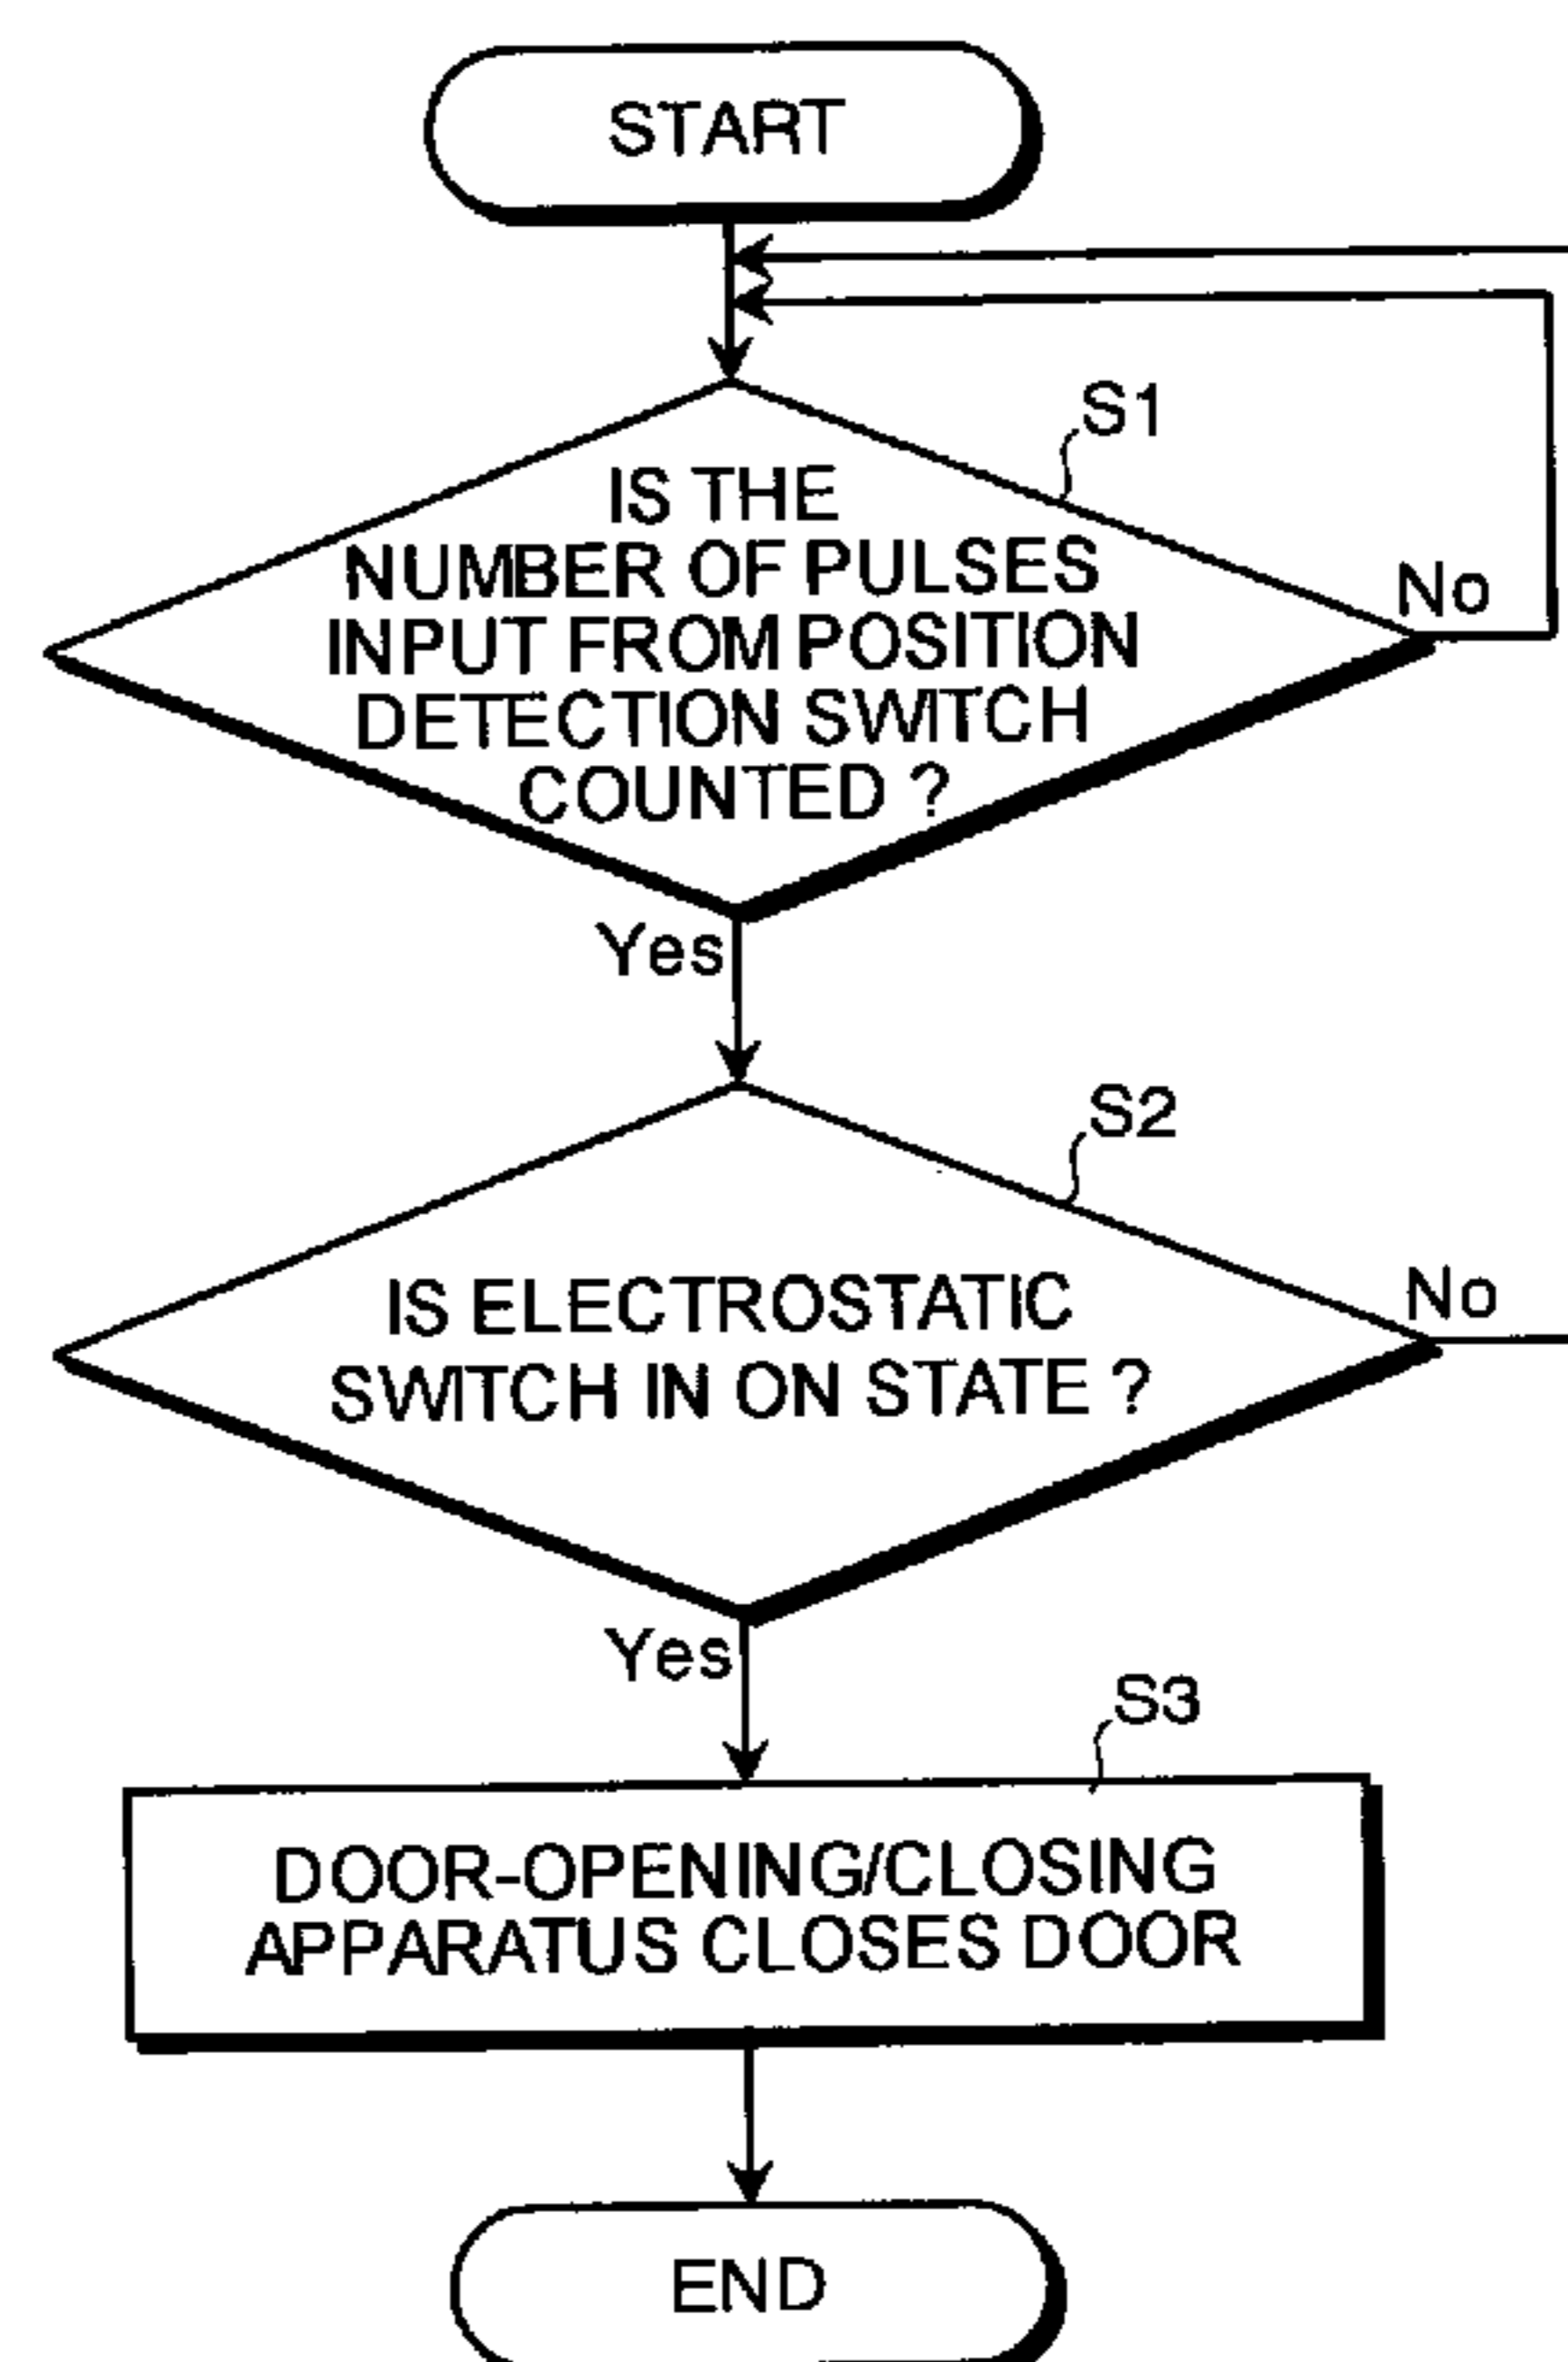 START
S1
IS THE
NUMBER OF PULSES
INPUT FROM POSITION
DETECTION SWITCH
COUNTED ?
No
Yes
S2
IS ELECTROSTATIC
SWITCH IN ON STATE ?
No
Yes
S3
DOOR-OPENING/CLOSING
APPARATUS CLOSES DOOR
END